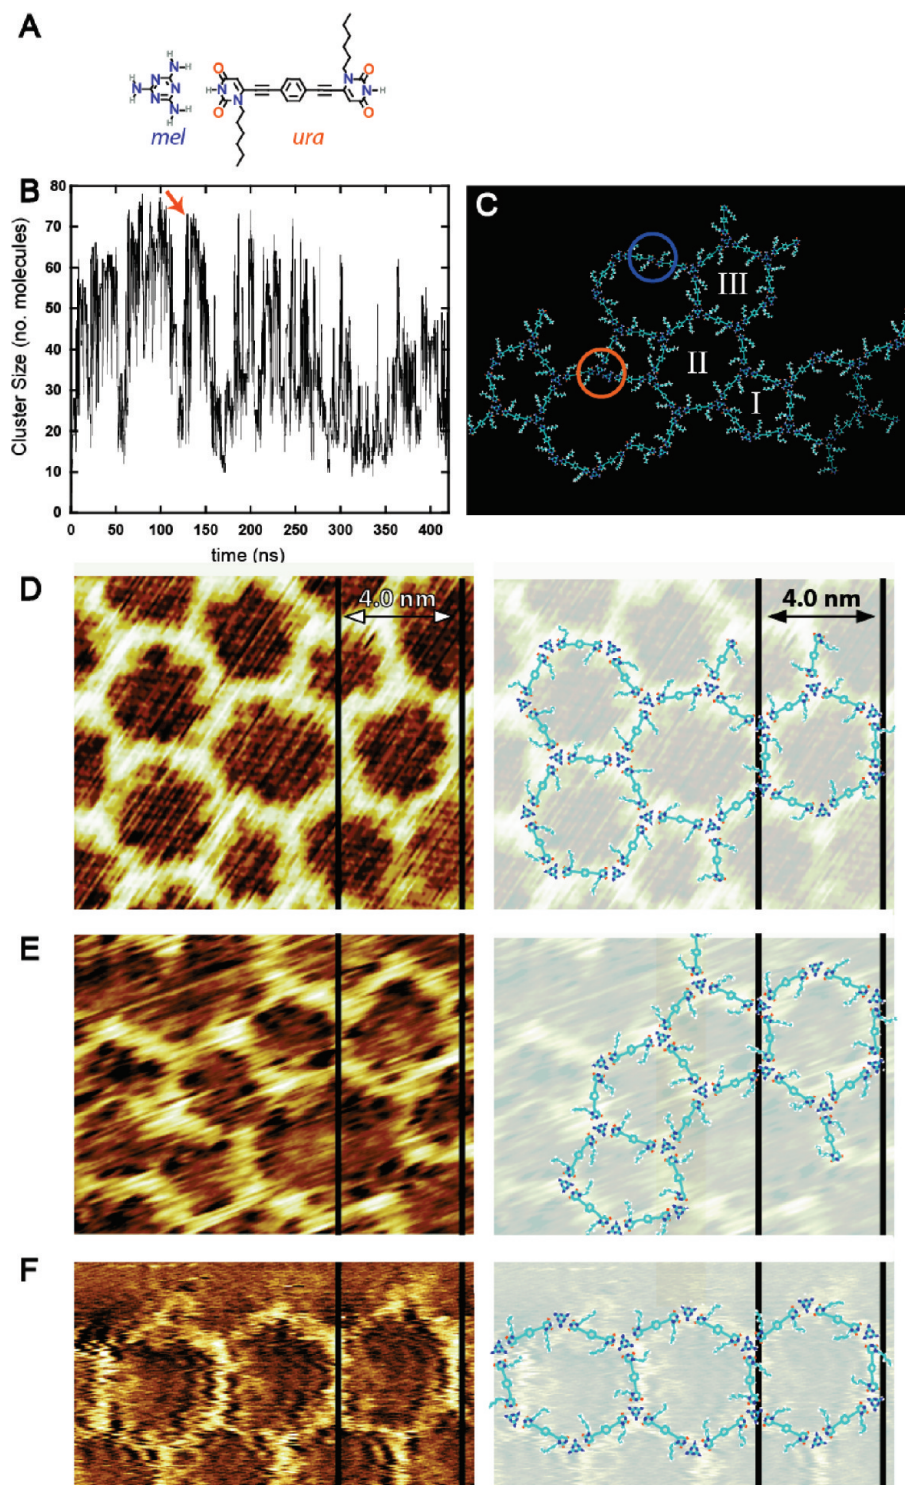 A
H H
N
H-N N N
N N
N-H
H
mel
O
H-N
O N
N O
N-H
O
ura
B
Cluster Size (no. molecules)
80
70
60
50
40
30
20
10
0
0 50 100 150 200 250 300 350 400
time (ns)
C
III
II
I
D
4.0 nm
4.0 nm
E
F